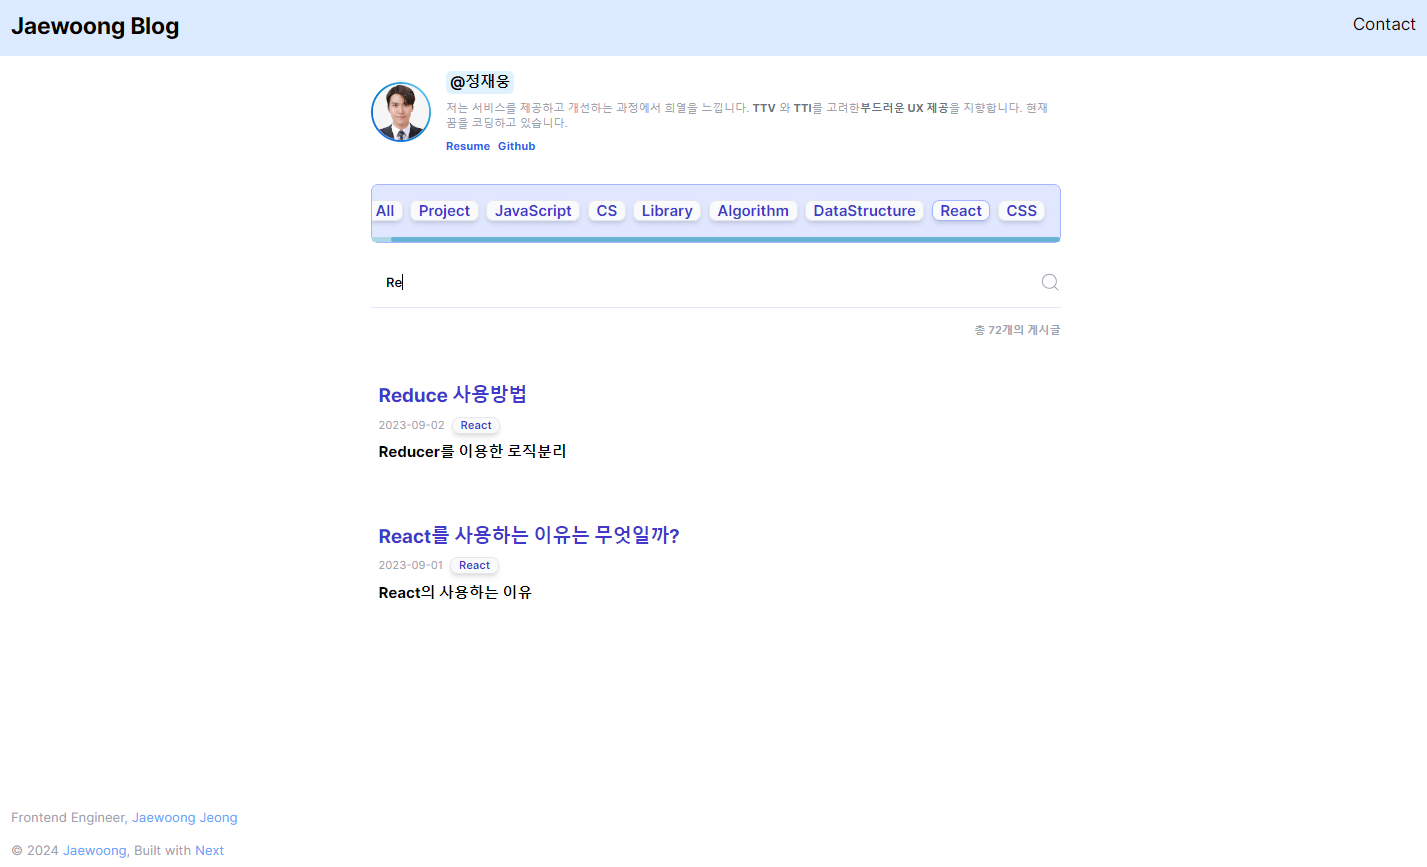 Jaewoong Blog
Contact
@정재웅
저는 서비스를 제공하고 개선하는 과정에서 희열을 느낍니다. TTV 와 TTI를 고려한부드러운 UX 제공을 지향합니다. 현재
꿈을 코딩하고 있습니다.
Resume Github
All Project JavaScript CS Library Algorithm DataStructure React CSS
Re
총 72개의 게시글
Reduce 사용방법
2023-09-02 React
Reducer를 이용한 로직분리
React를 사용하는 이유는 무엇일까?
2023-09-01 React
React의 사용하는 이유
Frontend Engineer, Jaewoong Jeong
© 2024 Jaewoong, Built with Next